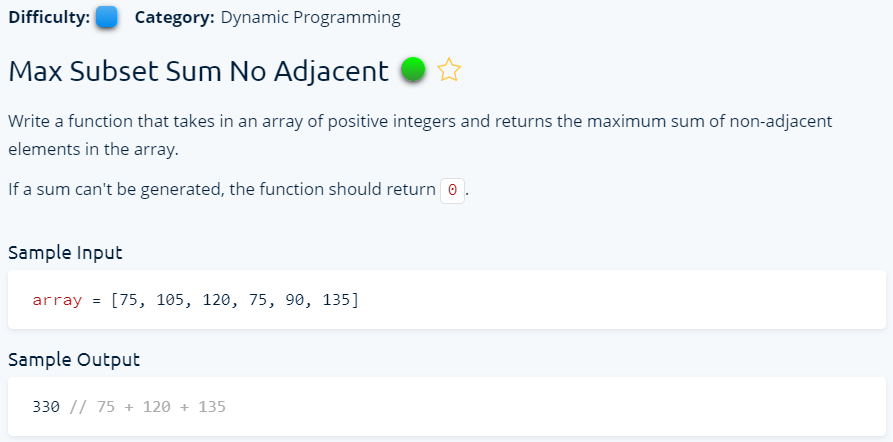 Difficulty: Category: Dynamic Programming
Max Subset Sum No Adjacent
Write a function that takes in an array of positive integers and returns the maximum sum of non-adjacent
elements in the array.
If a sum can't be generated, the function should return 0.
Sample Input
array = [75, 105, 120, 75, 90, 135]
Sample Output
330 // 75 + 120 + 135